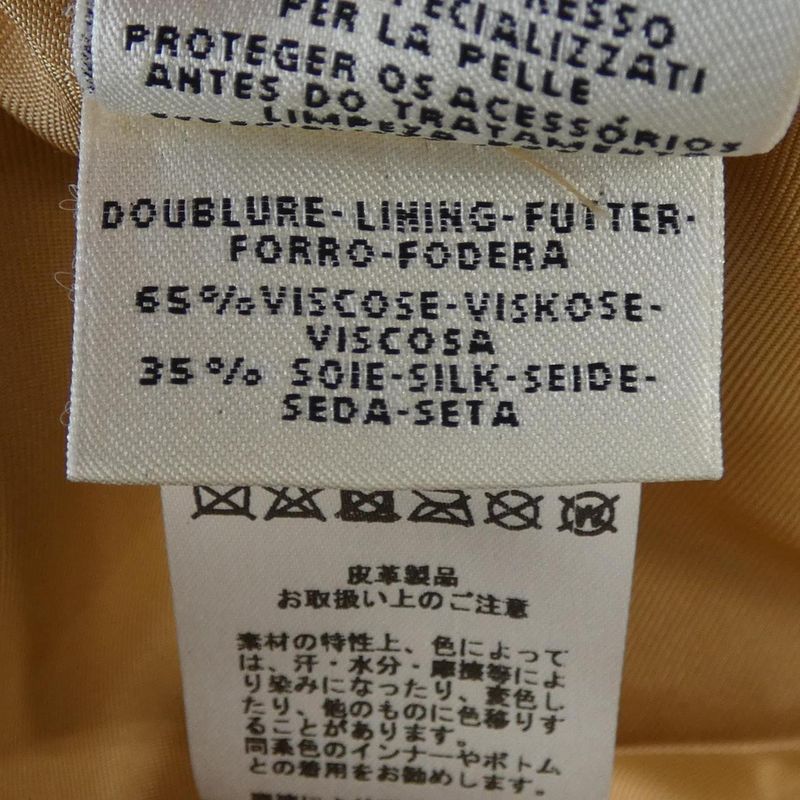 PRESSO
SPECIALIZZATI
PER LA PELLE
PROTEGER OS ACESSÓRIOS
ANTES DO TRATAMENTO
DOUBLURE-LINING-FUTTER-
FORRO-FODERA
65%VISCOSE-VISKOSE-
VISCOSA
35% SOIE-SILK-SEIDE-
SEDA-SETA
W
皮革製品
お取扱い上のご注意
素材の特性上、色によって
は、汗・水分・摩擦等によ
り染みになったり、変色し
たり、他のものに色移りす
ることがあります。
同系色のインナーやボトム
との着用をお勧めします。